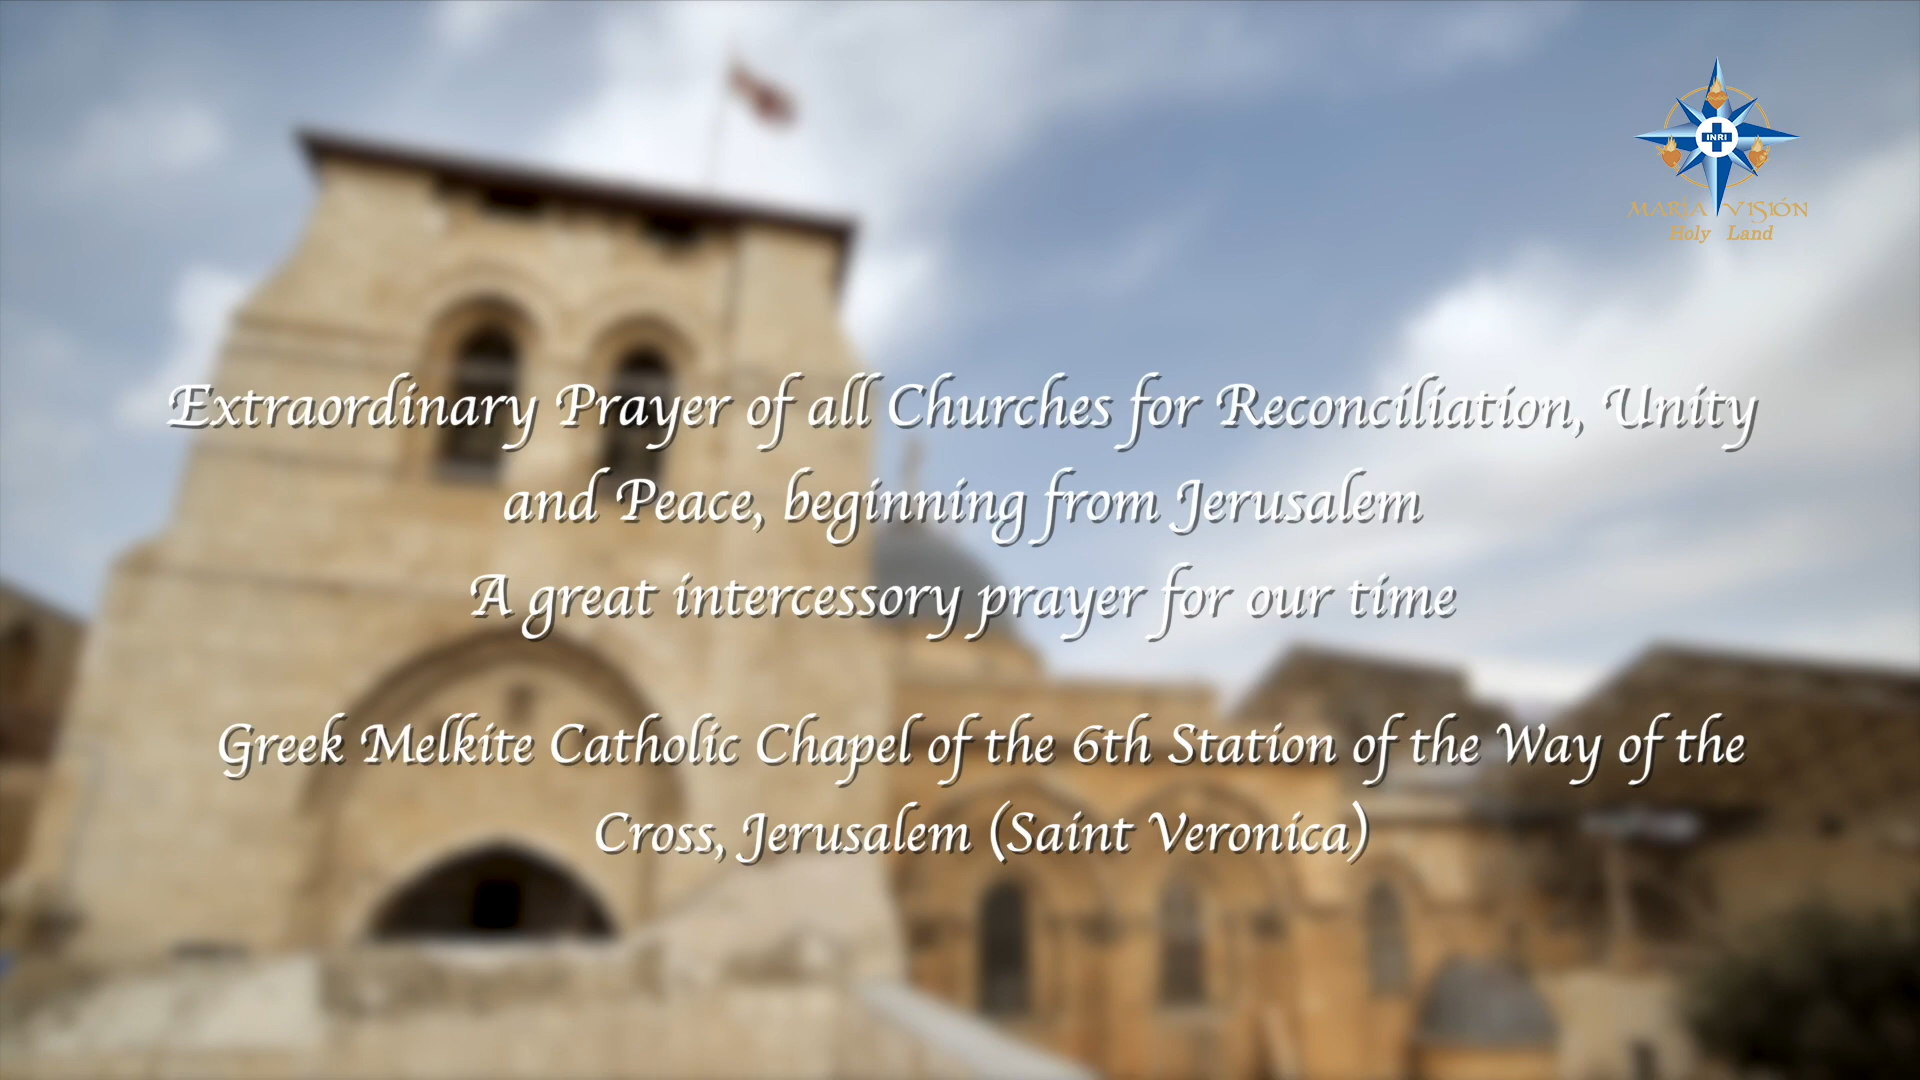 INRI
MARÍA VISIÓN
Holy Land
Extraordinary Prayer of all Churches for Reconciliation, Unity
and Peace, beginning from Jerusalem
A great intercessory prayer for our time
Greek Melkite Catholic Chapel of the 6th Station of the Way of the
Cross, Jerusalem (Saint Veronica)